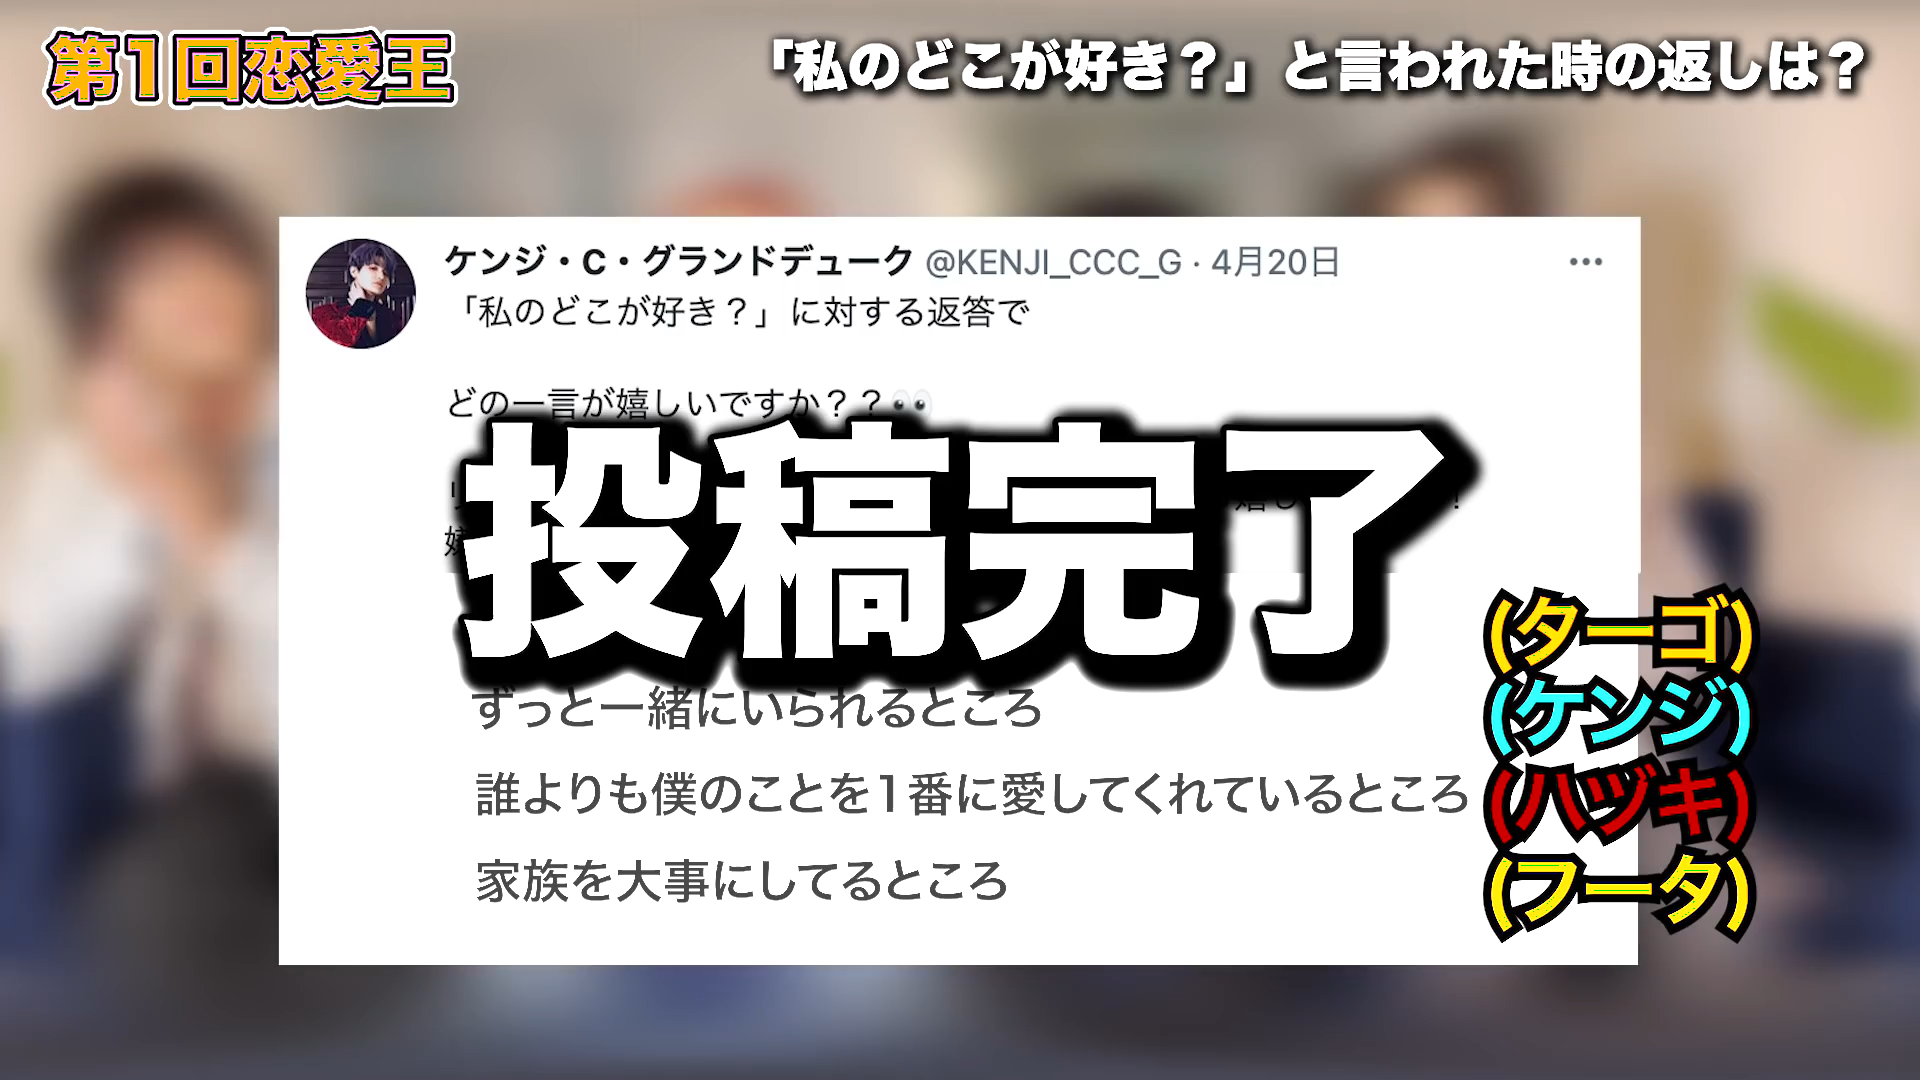 第1回恋愛王
「私のどこが好き？」と言われた時の返しは？
ケンジ・C・グランドデューク @KENJI_CCC_G · 4月20日
「私のどこが好き？」に対する返答で
どの一言が嬉しいですか？？👀
投稿完了
(ターゴ)
ずっと一緒にいられるところ
(ケンジ)
誰よりも僕のことを1番に愛してくれているところ
(ハヅキ)
家族を大事にしてるところ
(フータ)